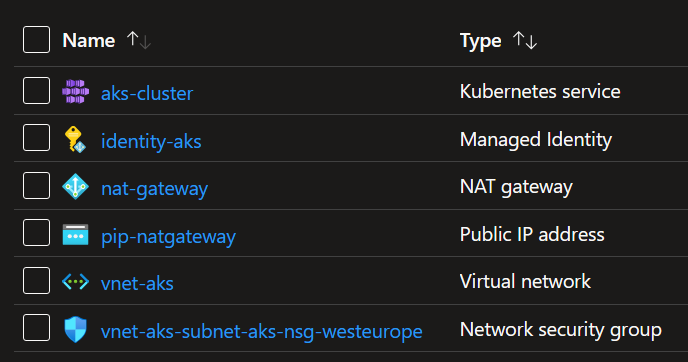 Name Type
aks-cluster Kubernetes service
identity-aks Managed Identity
nat-gateway NAT gateway
pip-natgateway Public IP address
vnet-aks Virtual network
vnet-aks-subnet-aks-nsg-westeurope Network security group